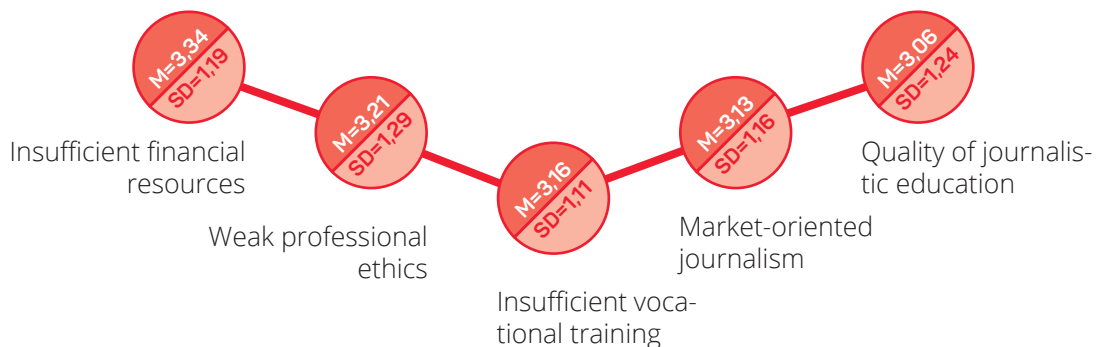 M=3,34
SD=1,19
Insufficient financial
resources
M=3,21
SD=1,29
Weak professional
ethics
M=3,16
SD=1,11
Insufficient voca-
tional training
M=3,13
SD=1,16
Market-oriented
journalism
M=3,06
SD=1,24
Quality of journalis-
tic education